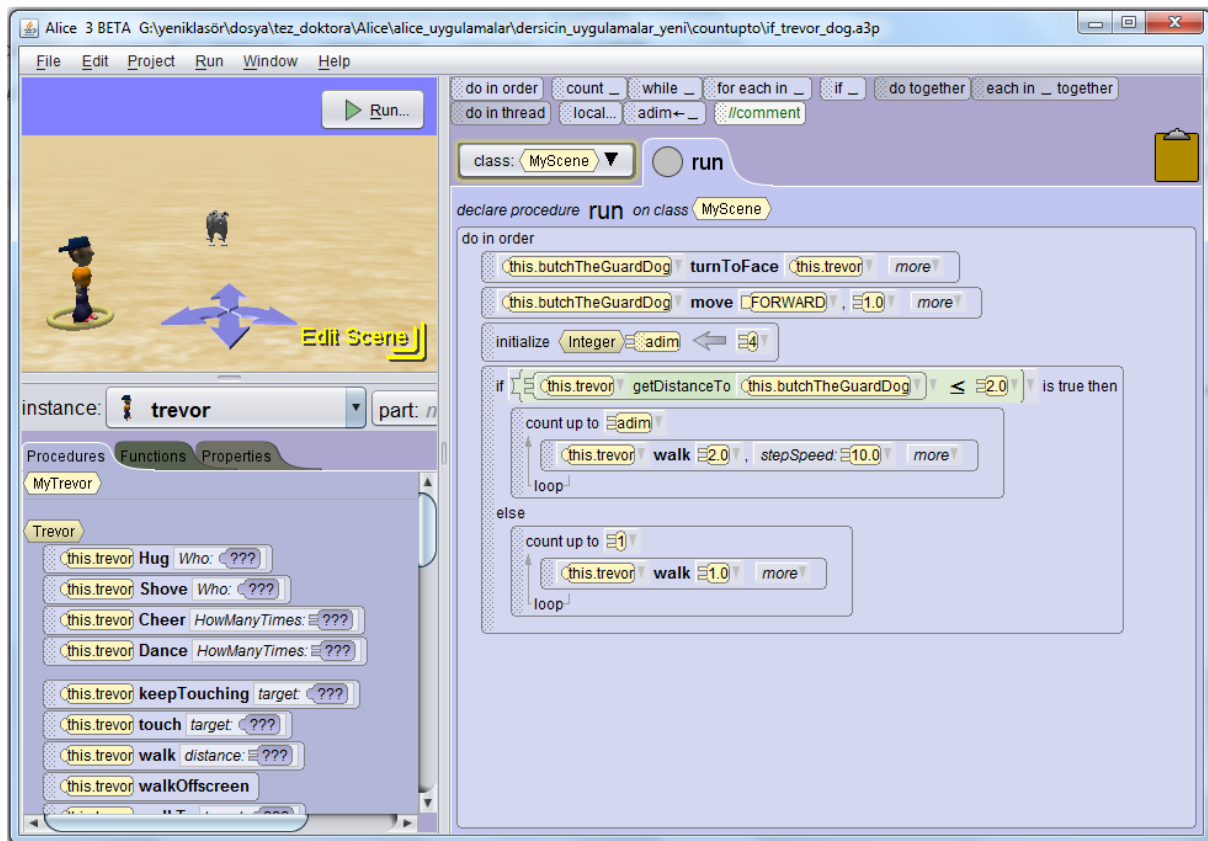 Alice 3 BETA G:\yeniklasör\dosya\tez_doktora\Alice\alice_uygulamalar\dersicin_uygulamalar_yeni\countupto\if_trevor_dog.a3p
File Edit Project Run Window Help
Run...
Edit Scene
instance: trevor part:
Procedures Functions Properties
MyTrevor
Trevor
this.trevor Hug Who: ???
this.trevor Shove Who: ???
this.trevor Cheer HowManyTimes: ???
this.trevor Dance HowManyTimes: ???
this.trevor keepTouching target: ???
this.trevor touch target: ???
this.trevor walk distance: ???
this.trevor walkOffscreen
do in order count _ while _ for each in _ if _ do together each in _ together
do in thread local... adim←_ //comment
class: MyScene run
declare procedure run on class MyScene
do in order
this.butchTheGuardDog turnToFace this.trevor more
this.butchTheGuardDog move FORWARD , 1.0 more
initialize Integer adim 4
if this.trevor getDistanceTo this.butchTheGuardDog ≤ 2.0 is true then
count up to adim
this.trevor walk 2.0 , stepSpeed: 10.0 more
loop
else
count up to 1
this.trevor walk 1.0 more
loop